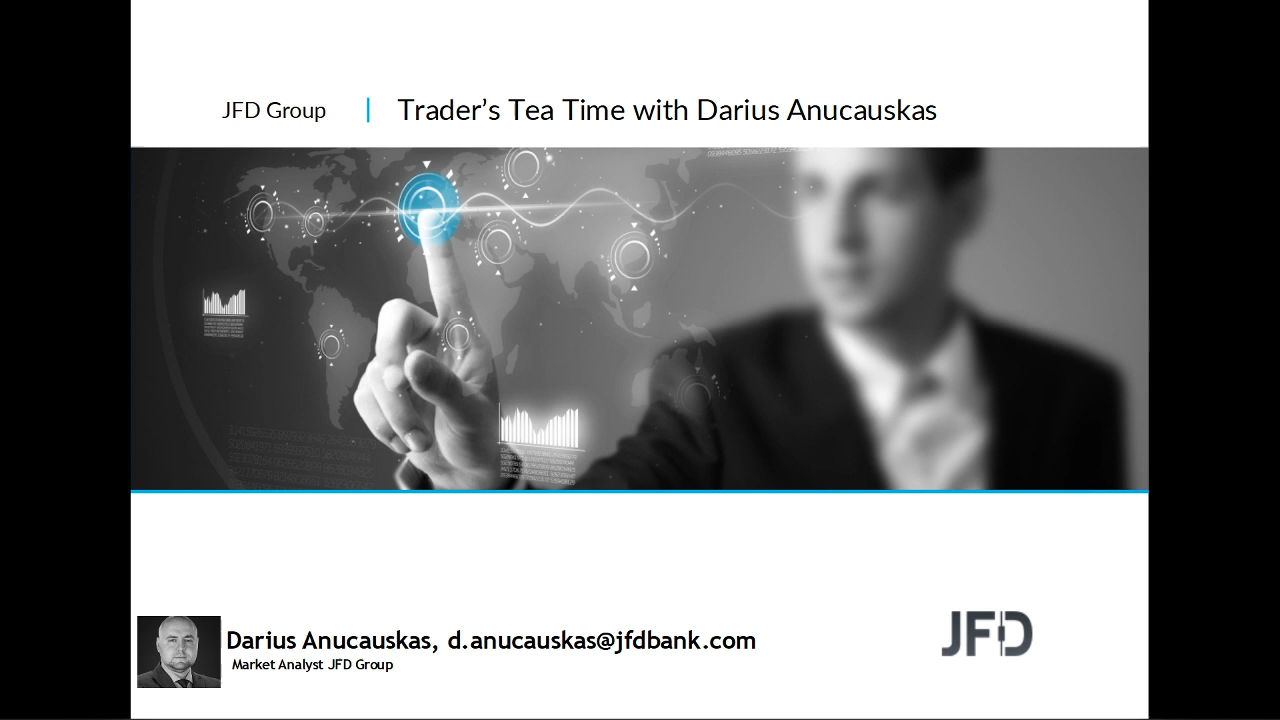 JFD Group | Trader’s Tea Time with Darius Anucauskas
Darius Anucauskas, d.anucauskas@jfdbank.com
Market Analyst JFD Group
JFD